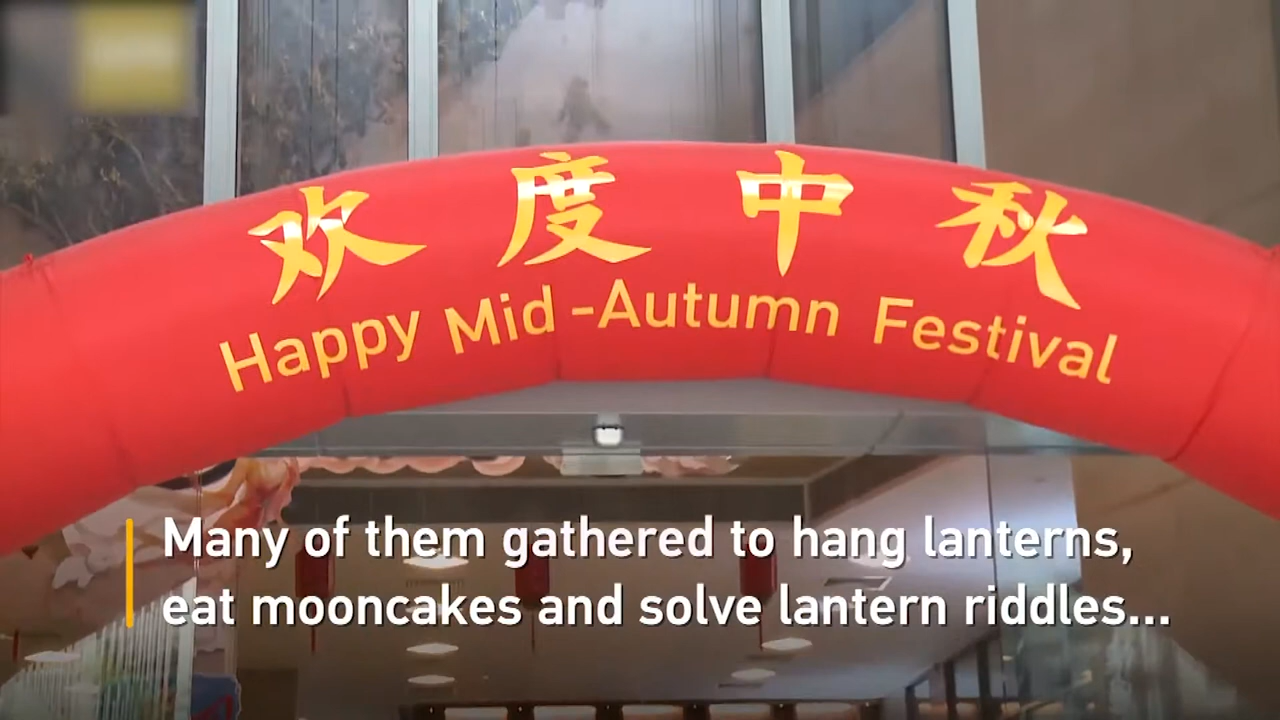 欢度中秋
Happy Mid-Autumn Festival
Many of them gathered to hang lanterns,
eat mooncakes and solve lantern riddles...